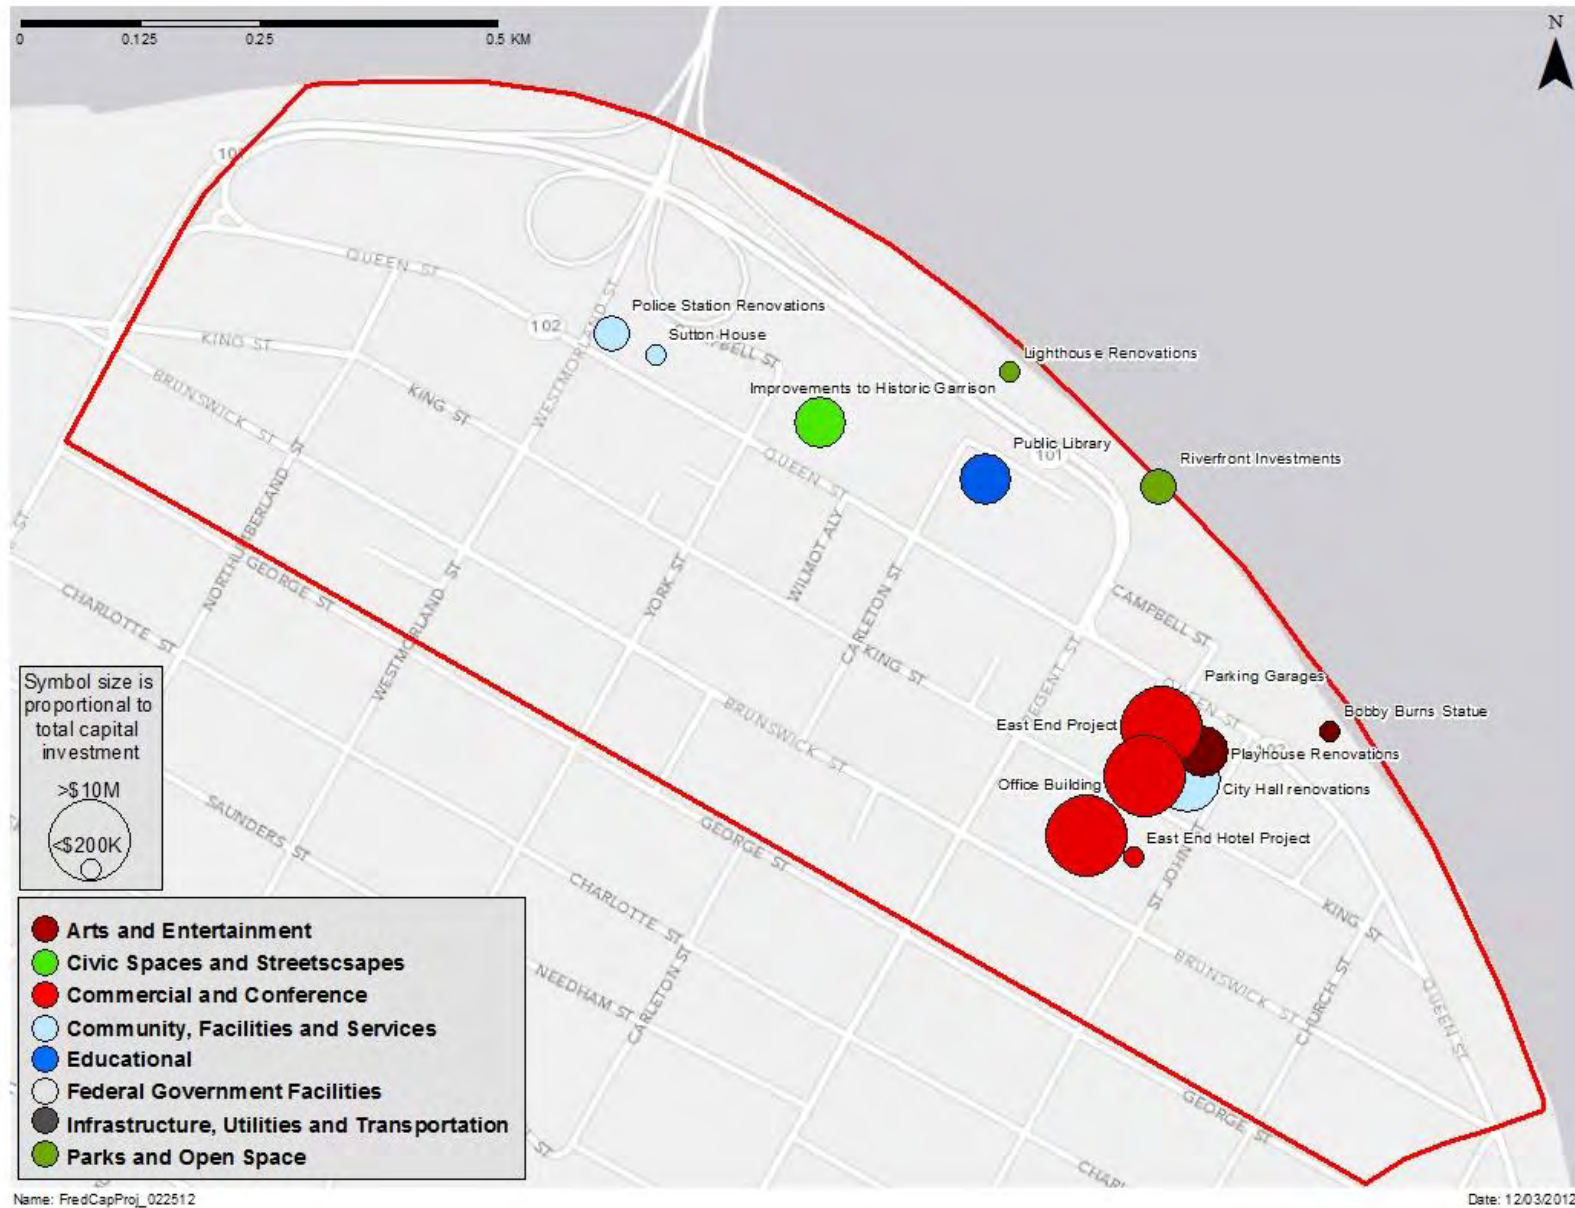 N
0 0.125 0.25 0.5 KM
101
QUEEN ST
Police Station Renovations
102
Sutton House
KING ST
WESTMORLAND ST
Lighthouse Renovations
BRUNSWICK ST
KING ST
Improvements to Historic Garrison
Public Library
101
Riverfront Investments
QUEEN ST
NORTHUMBERLAND ST
WILMOT ALY
GEORGE ST
YORK ST
CHARLOTTE ST
WESTMORLAND ST
CARLETON ST
CAMPBELL ST
KING ST
Symbol size is
proportional to
total capital
investment
>$10M
<$200K
Parking Garages
QUEEN ST
East End Project
Bobby Burns Statue
BRUNSWICK ST
Playhouse Renovations
Office Building
City Hall renovations
SAUNDERS ST
GEORGE ST
East End Hotel Project
CHARLOTTE ST
KING ST
Arts and Entertainment
Civic Spaces and Streetscsapes
Commercial and Conference
Community, Facilities and Services
Educational
Federal Government Facilities
Infrastructure, Utilities and Transportation
Parks and Open Space
NEEDHAM ST
CARLETON ST
BRUNSWICK ST
CHURCH ST
QUEEN ST
GEORGE ST
Name: FredCapProj_022512
Date: 12/03/2012